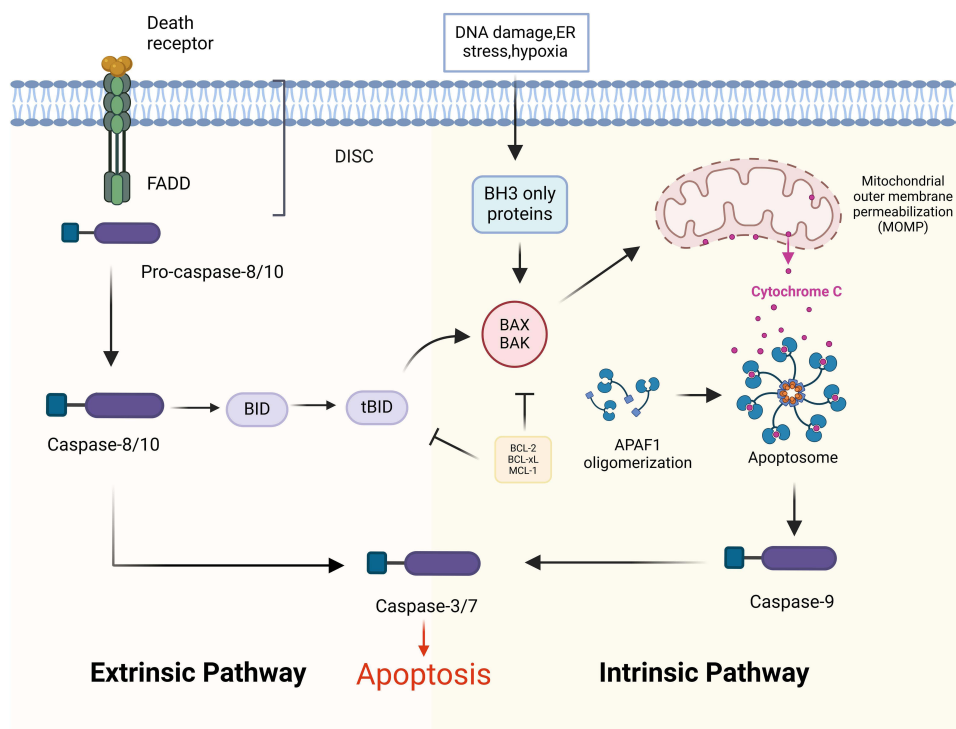 Death
receptor
DNA damage,ER
stress,hypoxia
DISC
FADD
BH3 only
proteins
Mitochondrial
outer membrane
permeabilization
(MOMP)
Pro-caspase-8/10
Cytochrome C
BAX
BAK
BID
tBID
Caspase-8/10
BCL-2
BCL-xL
MCL-1
APAF1
oligomerization
Apoptosome
Caspase-3/7
Caspase-9
Extrinsic Pathway
Apoptosis
Intrinsic Pathway